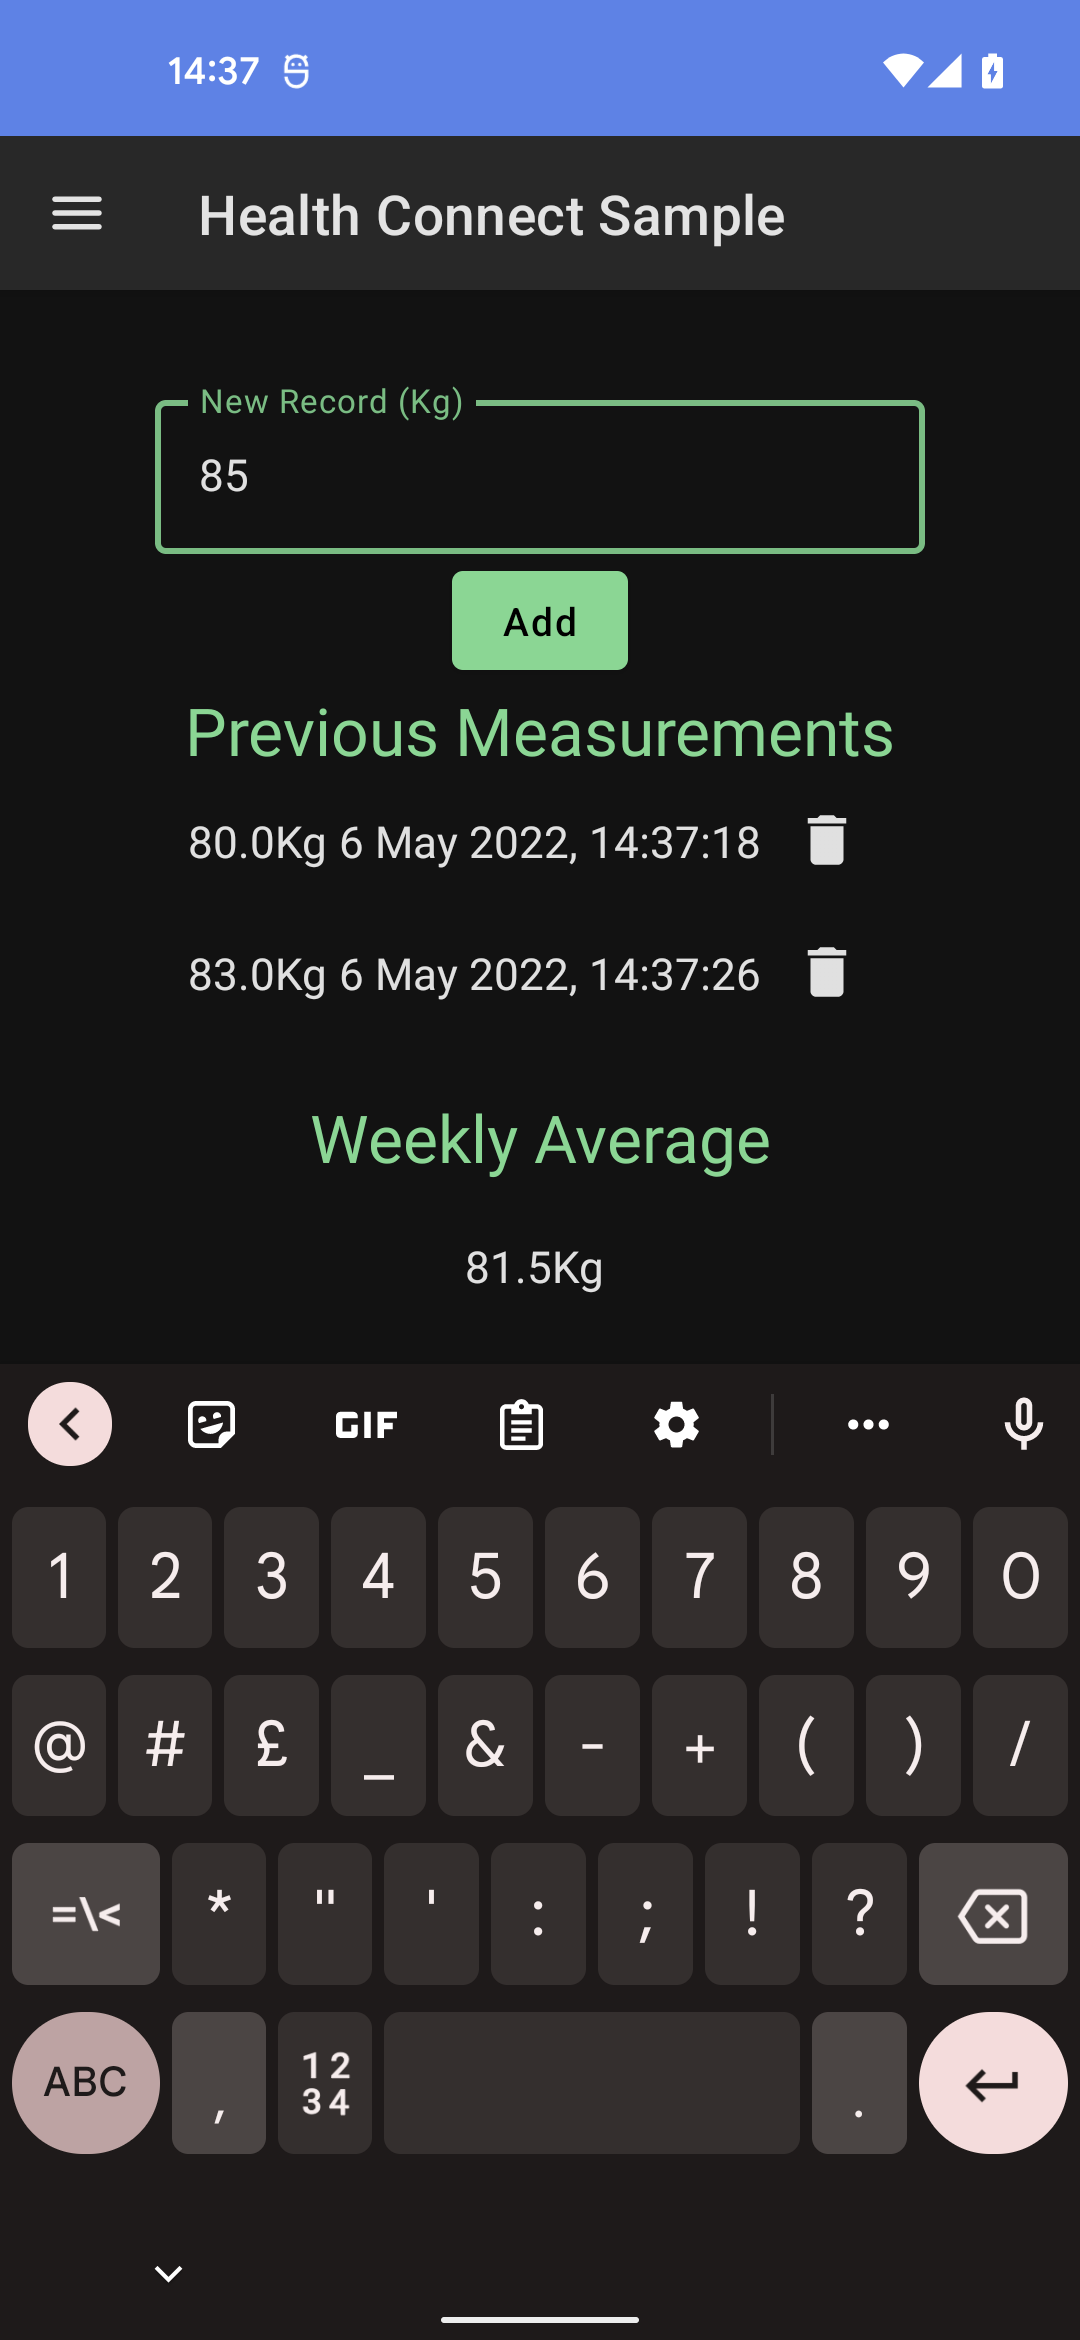 14:37
Health Connect Sample
New Record (Kg)
85
Add
Previous Measurements
80.0Kg 6 May 2022, 14:37:18
83.0Kg 6 May 2022, 14:37:26
Weekly Average
81.5Kg
GIF
1 2 3 4 5 6 7 8 9 0
@ # £ _ & - + ( ) /
=\< * " ' : ; ! ?
ABC , 12 34 .